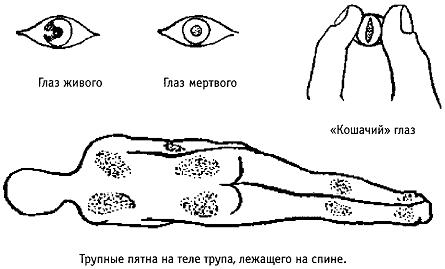 Глаз живого
Глаз мертвого
«Кошачий» глаз
Трупные пятна на теле трупа, лежащего на спине.